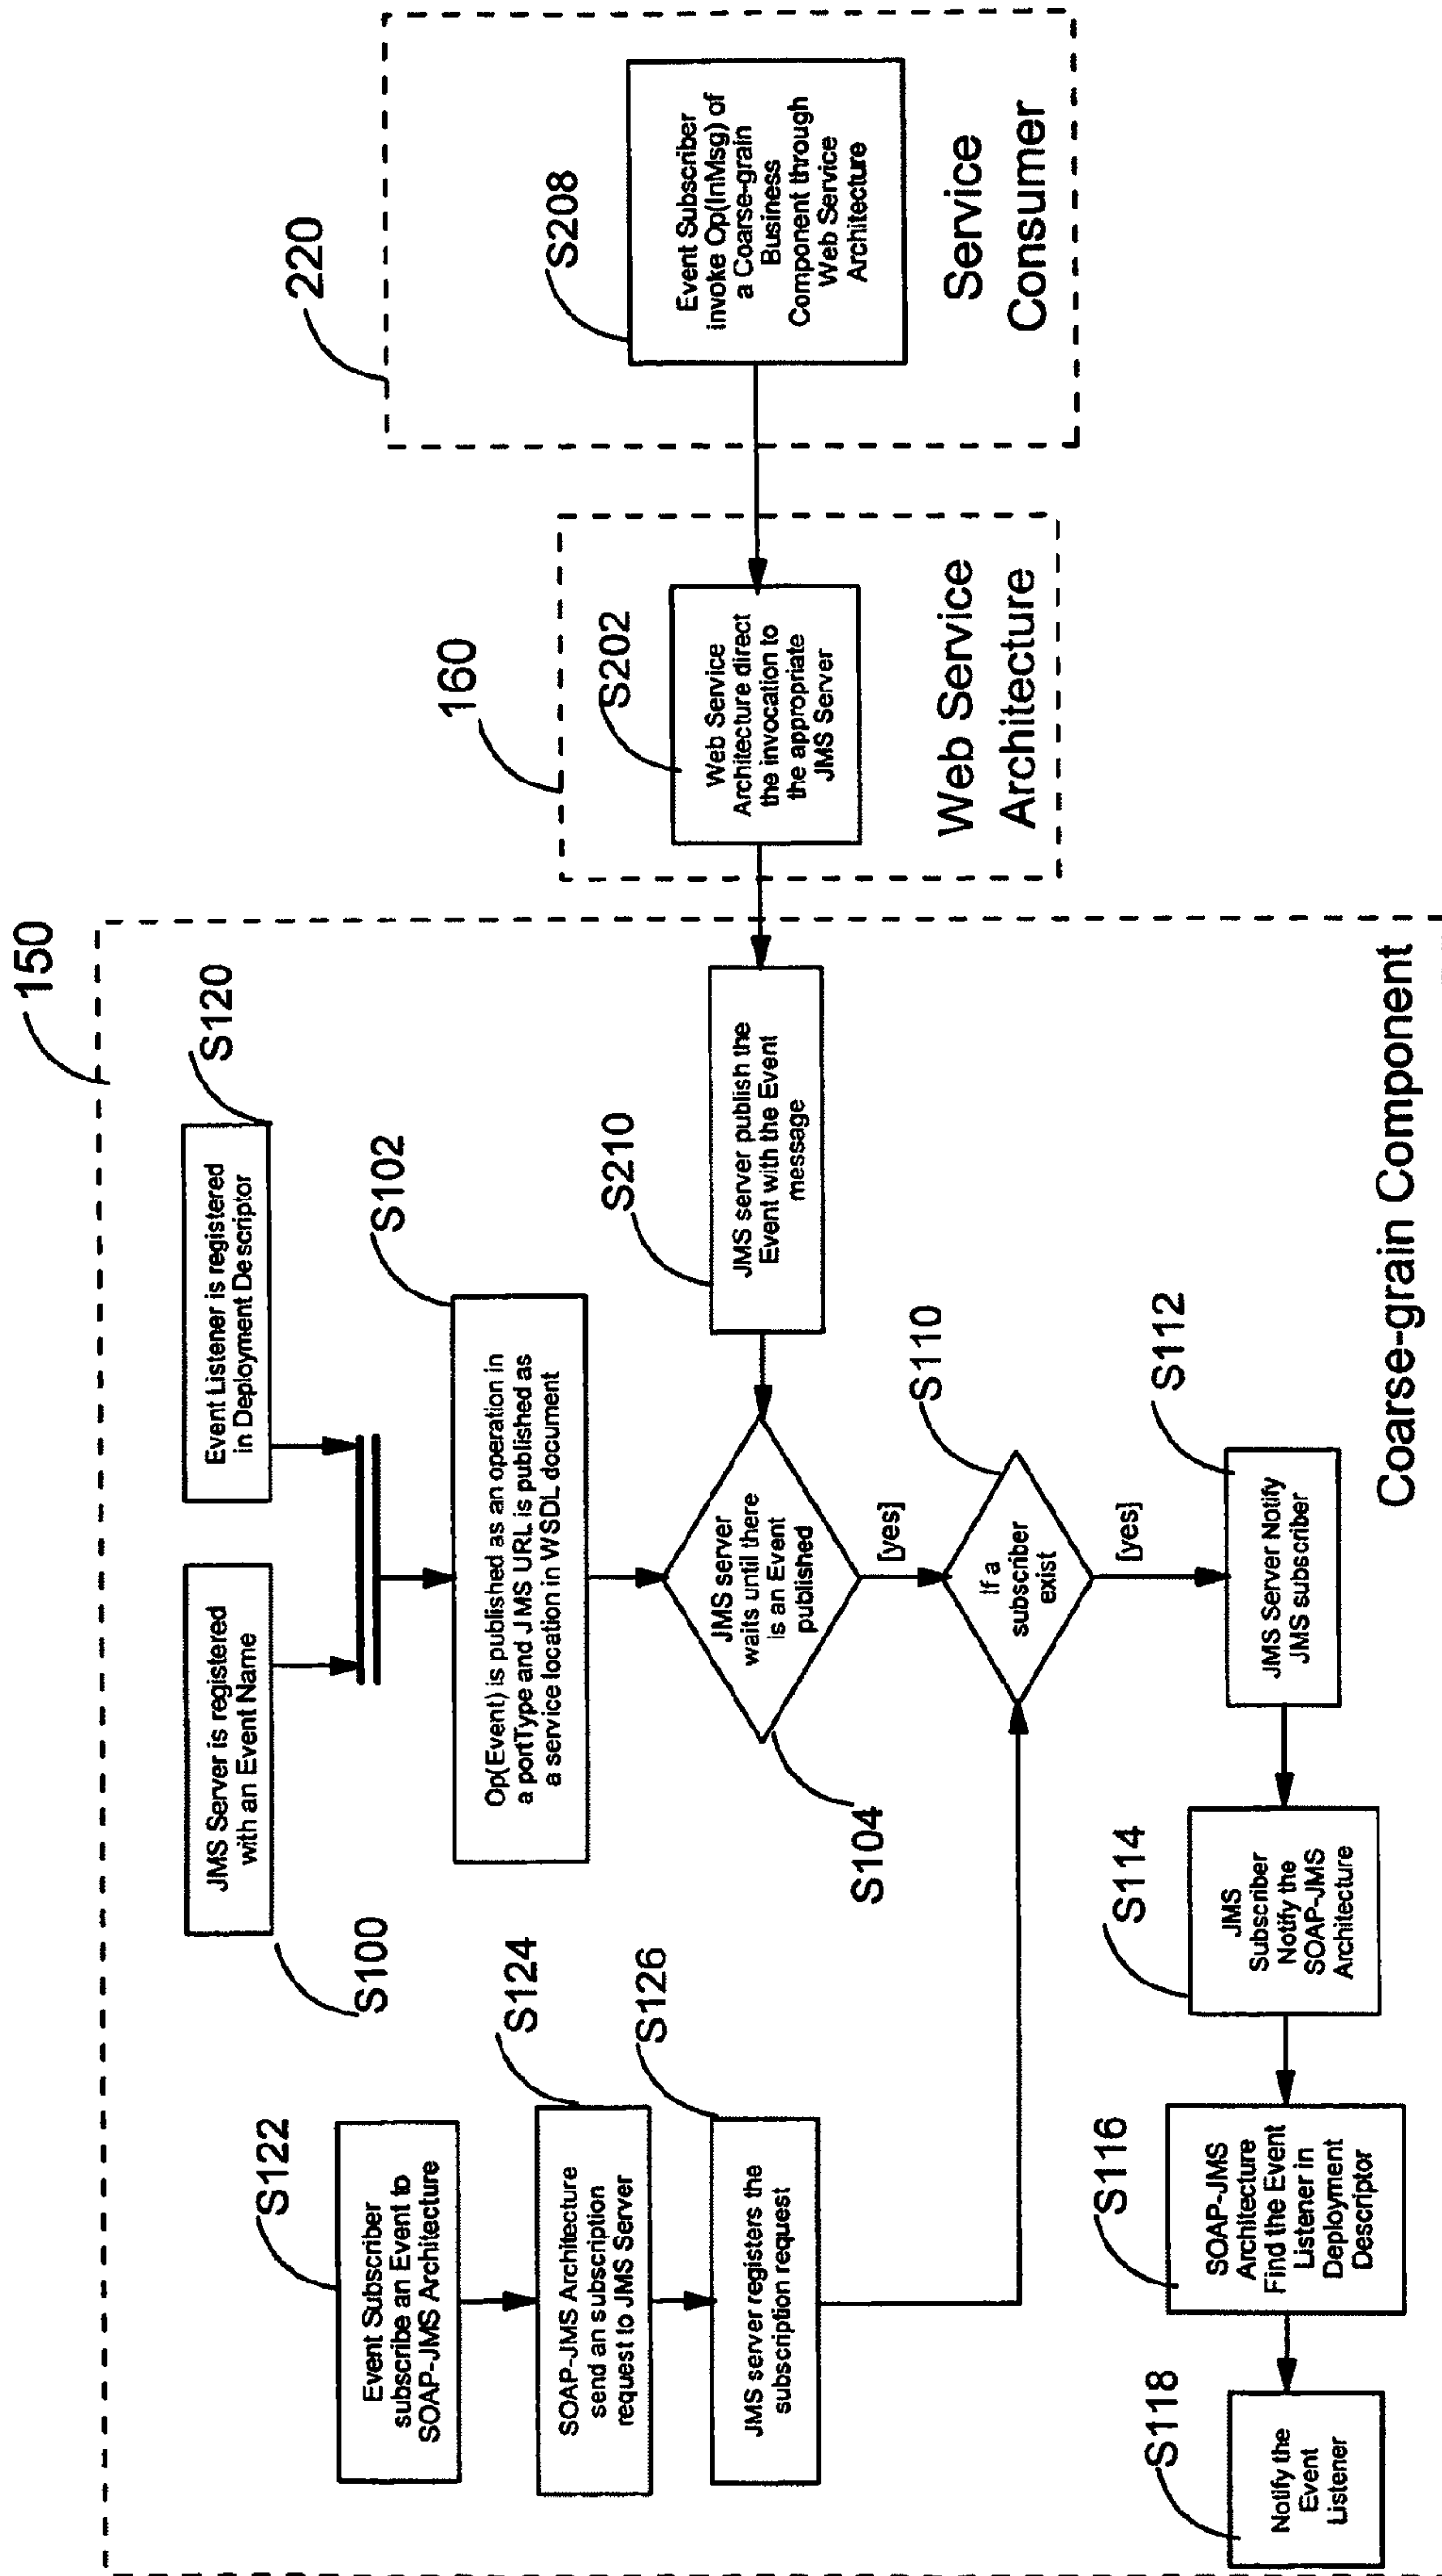 150
S100
JMS Server is registered
with an Event Name
Event Listener is registered
in Deployment Descriptor
S120
S122
Event Subscriber
subscribe an Event to
SOAP-JMS Architecture
S102
Op(Event) is published as an operation in
a portType and JMS URL is published as
a service location in WSDL document
S124
SOAP-JMS Architecture
send an subscription
request to JMS Server
S126
JMS server registers the
subscription request
S104
JMS server
waits until there
is an Event
published
[yes]
S210
JMS server publish the
Event with the Event
message
S110
If a
subscriber
exist
[yes]
S112
JMS Server Notify
JMS subscriber
S114
JMS
Subscriber
Notify the
SOAP-JMS
Architecture
S116
SOAP-JMS
Architecture
Find the Event
Listener in
Deployment
Descriptor
S118
Notify the
Event
Listener
Coarse-grain Component
160
S202
Web Service
Architecture direct
the invocation to
the appropriate
JMS Server
Web Service
Architecture
220
S208
Event Subscriber
invoke Op(InMsg) of
a Coarse-grain
Business
Component through
Web Service
Architecture
Service
Consumer